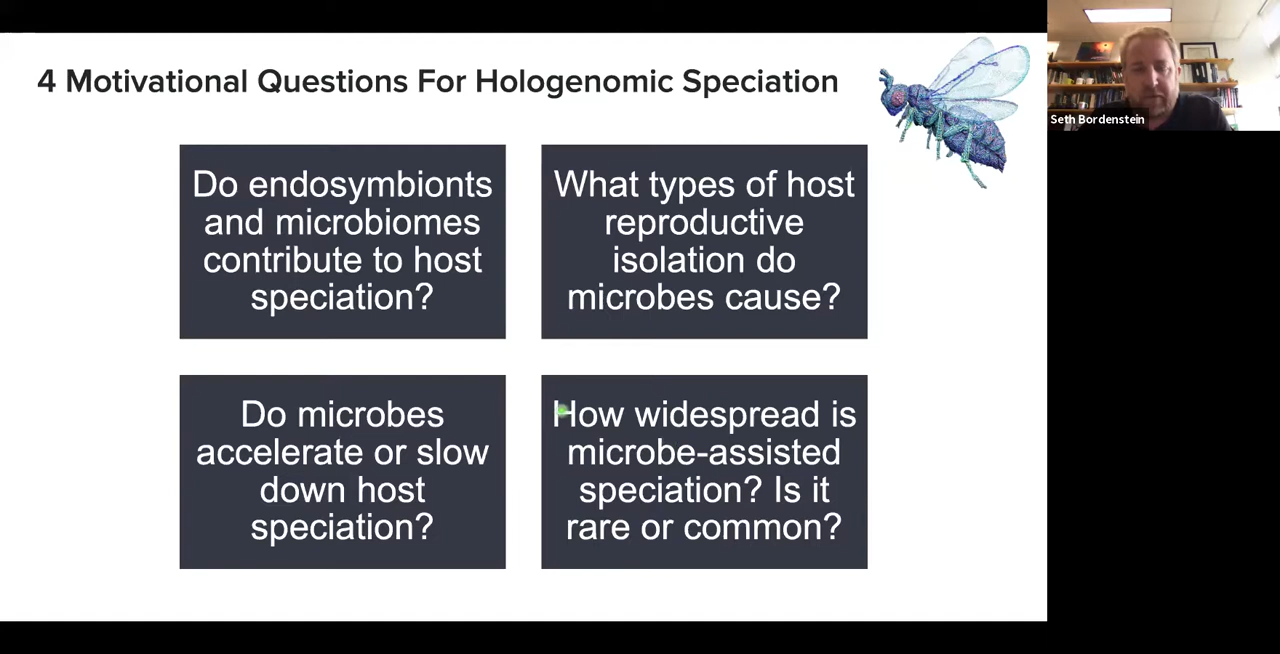 4 Motivational Questions For Hologenomic Speciation
Seth Bordenstein
Do endosymbionts
and microbiomes
contribute to host
speciation?
What types of host
reproductive
isolation do
microbes cause?
Do microbes
accelerate or slow
down host
speciation?
How widespread is
microbe-assisted
speciation? Is it
rare or common?